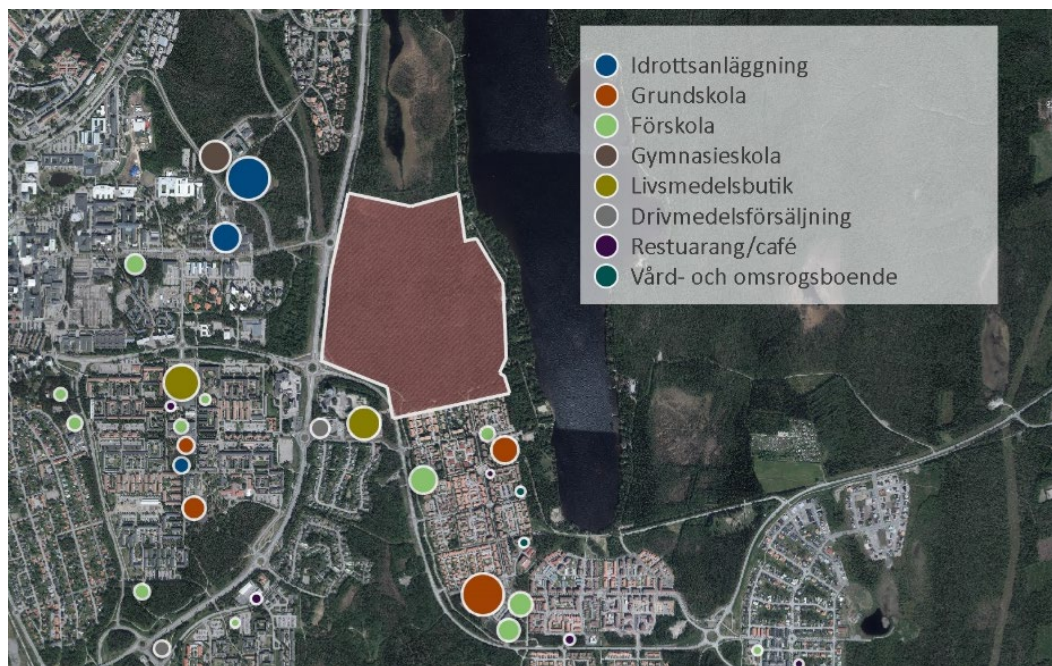 Idrottsanläggning
Grundskola
Förskola
Gymnasieskola
Livsmedelsbutik
Drivmedelsförsäljning
Restuarang/café
Vård- och omsrogsboende